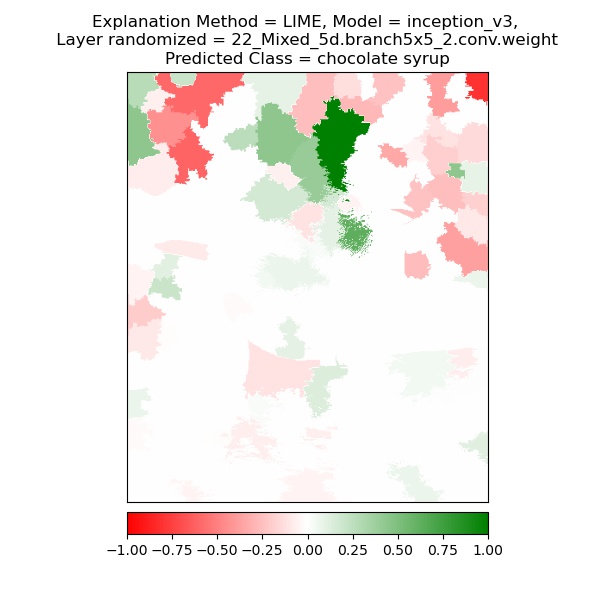 Explanation Method = LIME, Model = inception_v3,
Layer randomized = 22_Mixed_5d.branch5x5_2.conv.weight
Predicted Class = chocolate syrup
−1.00 −0.75 −0.50 −0.25 0.00 0.25 0.50 0.75 1.00